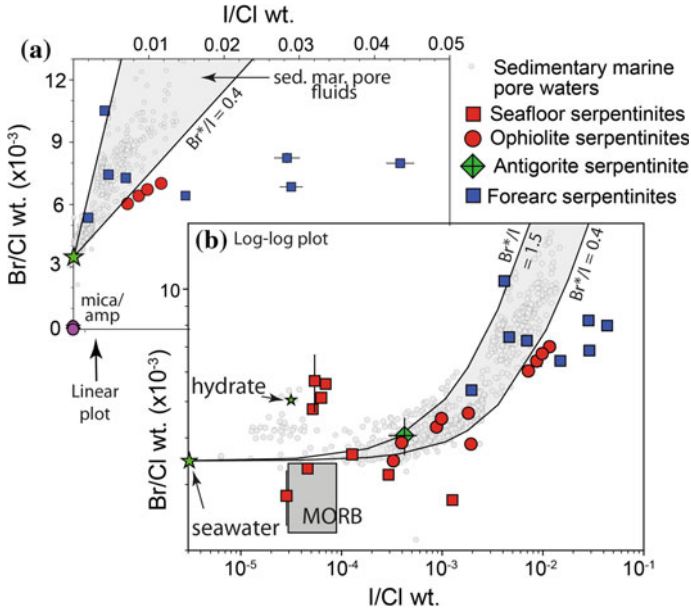 I/Cl wt.
0.01 0.02 0.03 0.04 0.05
(a)
12
9
6
3
0
Br/Cl wt. (x10-3)
sed. mar. pore
fluids
Br*/I = 0.4
mica/
amp
Linear
plot
Sedimentary marine
pore waters
Seafloor serpentinites
Ophiolite serpentinites
Antigorite serpentinite
Forearc serpentinites
(b) Log-log plot
Br*/I
= 1.5
Br*/I = 0.4
10
Br/Cl wt. (x10-3)
hydrate
seawater
MORB
10-5 10-4 10-3 10-2 10-1
I/Cl wt.